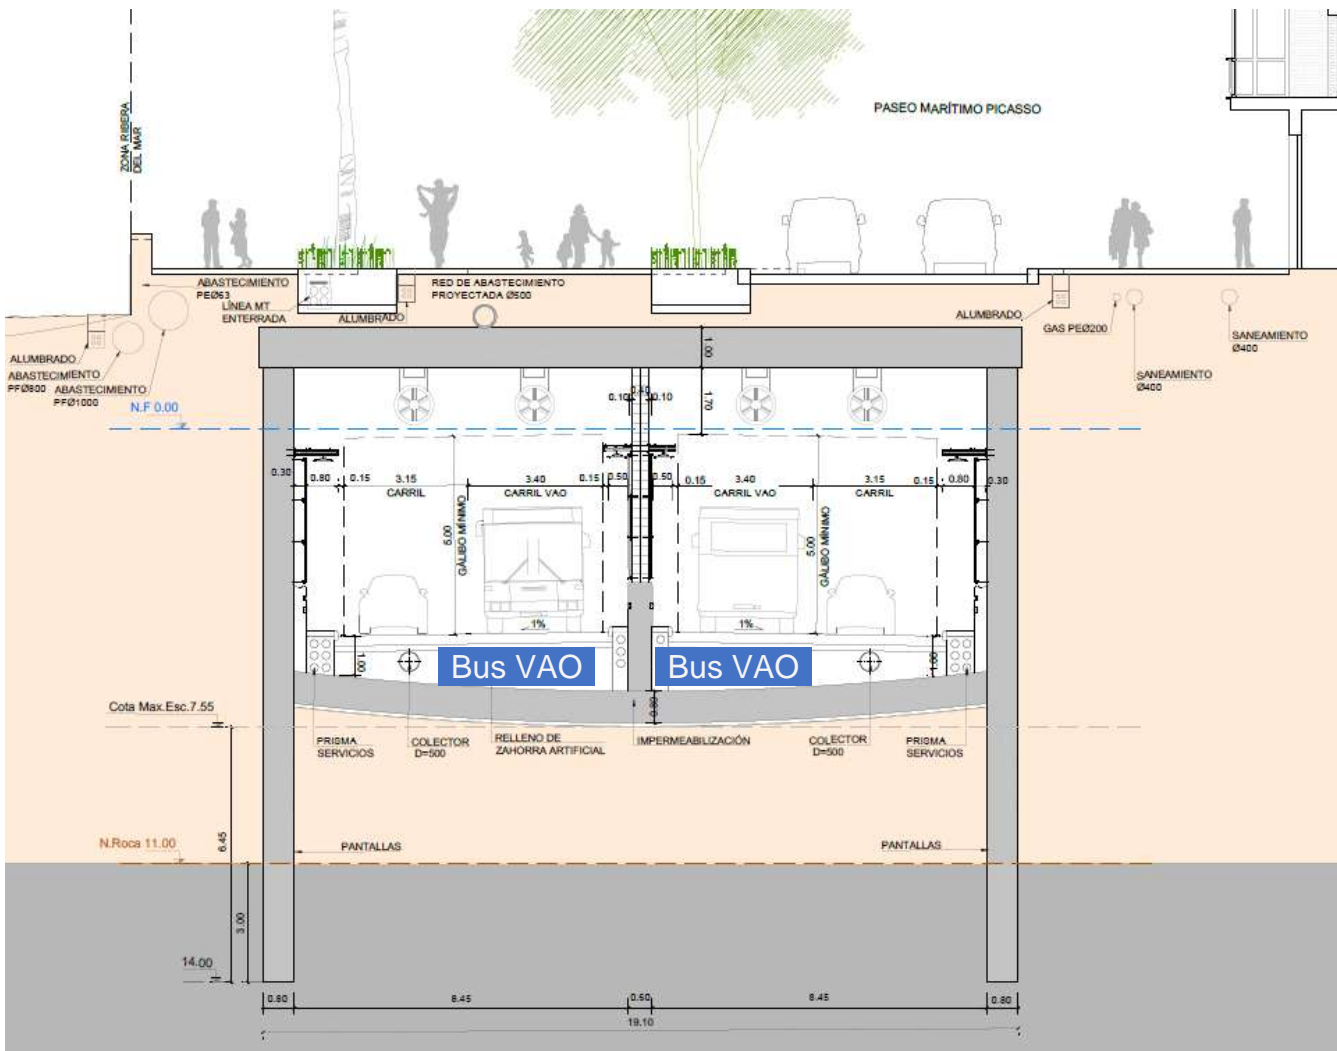 PASEO MARÍTIMO PICASSO
ZONA RIBERA
DEL MAR
ABASTECIMIENTO
PEØ63
LÍNEA MT
ENTERRADA
ALUMBRADO
RED DE ABASTECIMIENTO
PROYECTADA Ø500
ALUMBRADO
GAS PEØ200
SANEAMIENTO
Ø400
SANEAMIENTO
Ø400
ALUMBRADO
ABASTECIMIENTO
PFØ800
ABASTECIMIENTO
PFØ1000
N.F 0.00
1.00
1.70
0.10
0.40
0.10
0.30
0.80
0.15
3.15
CARRIL
3.40
CARRIL VAO
0.15
0.50
0.50
0.15
3.40
CARRIL VAO
3.15
CARRIL
0.15
0.80
0.30
5.00
GÁLIBO MÍNIMO
5.00
GÁLIBO MÍNIMO
1%
1%
1.00
Bus VAO
Bus VAO
1.00
0.80
Cota Max.Esc.7.55
PRISMA
SERVICIOS
COLECTOR
D=500
RELLENO DE
ZAHORRA ARTIFICIAL
IMPERMEABILIZACIÓN
COLECTOR
D=500
PRISMA
SERVICIOS
6.45
N.Roca 11.00
PANTALLAS
PANTALLAS
3.00
14.00
0.80
8.45
0.60
8.45
0.80
19.10